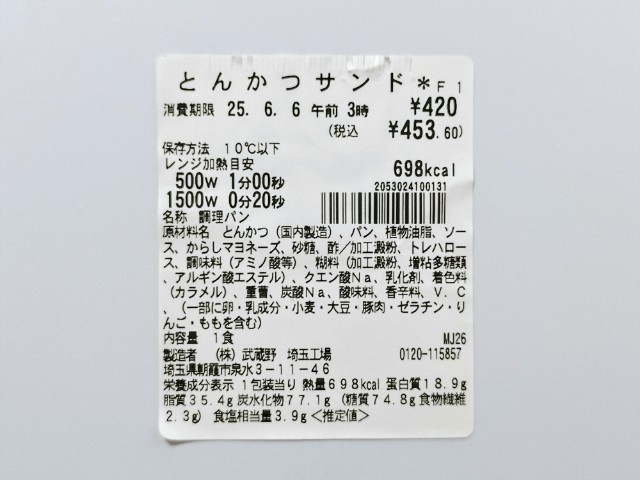 とんかつサンド＊F1
消費期限 25. 6. 6 午前 3時 ¥420
(税込 ¥453.60)
保存方法 10℃以下
レンジ加熱目安 698kcal
500W 1分00秒 2053024100131
1500W 0分20秒
名称 調理パン
原材料名 とんかつ（国内製造）、パン、植物油脂、ソー
ス、からしマヨネーズ、砂糖、酢／加工澱粉、トレハロー
ス、調味料（アミノ酸等）、糊料（加工澱粉、増粘多糖類
、アルギン酸エステル）、クエン酸Ｎａ、乳化剤、着色料
（カラメル）、重曹、炭酸Ｎａ、酸味料、香辛料、Ｖ．Ｃ
、（一部に卵・乳成分・小麦・大豆・豚肉・ゼラチン・り
んご・ももを含む）
内容量 1食 MJ26
製造者 （株）武蔵野 埼玉工場 0120-115857
埼玉県朝霞市泉水3－11－46
栄養成分表示 1包装当り 熱量698kcal 蛋白質18.9g
脂質35.4g 炭水化物77.1g（糖質74.8g 食物繊維
2.3g） 食塩相当量3.9g＜推定値＞